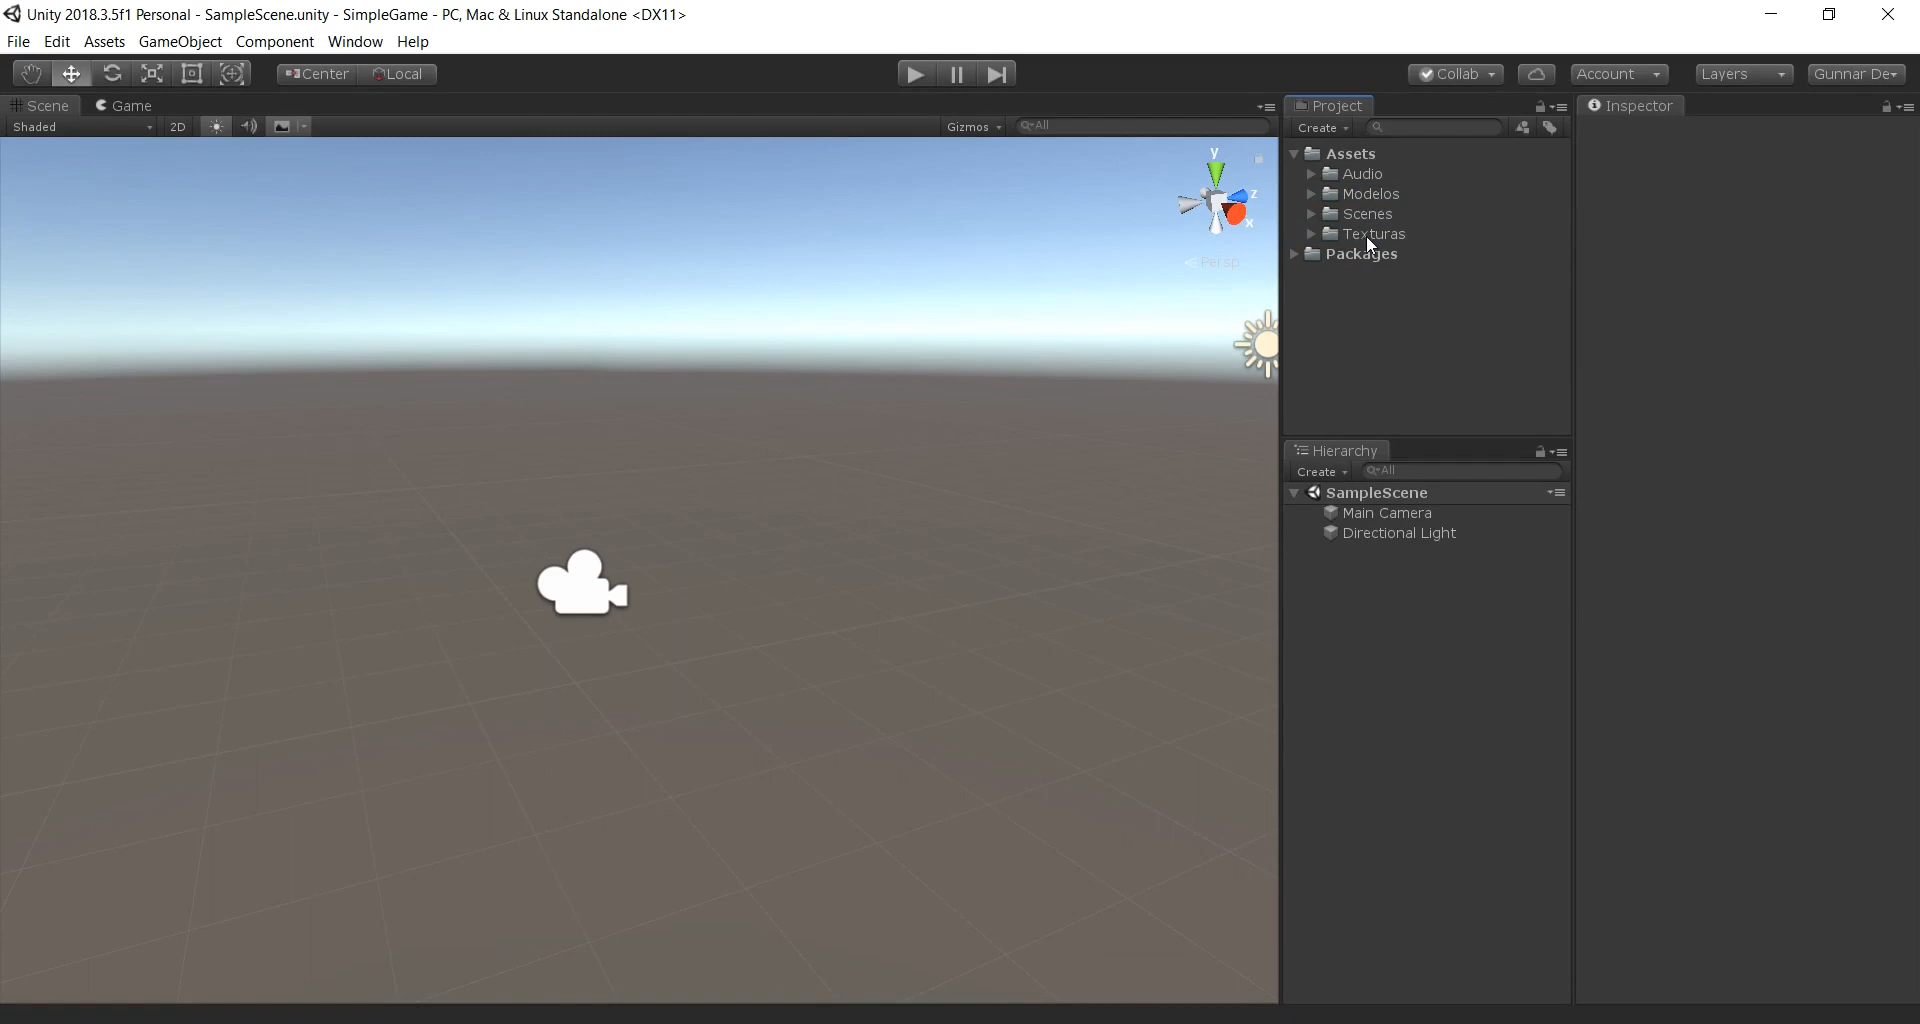 Unity 2018.3.5f1 Personal - SampleScene.unity - SimpleGame - PC, Mac & Linux Standalone <DX11>
File Edit Assets GameObject Component Window Help
Center Local Collab Account Layers Gunnar De
Scene Game Project Inspector
Shaded 2D Gizmos All Create
Assets
Audio
Modelos
Scenes
Texturas
Packages
y
z
x
Persp
Hierarchy
Create All
SampleScene
Main Camera
Directional Light